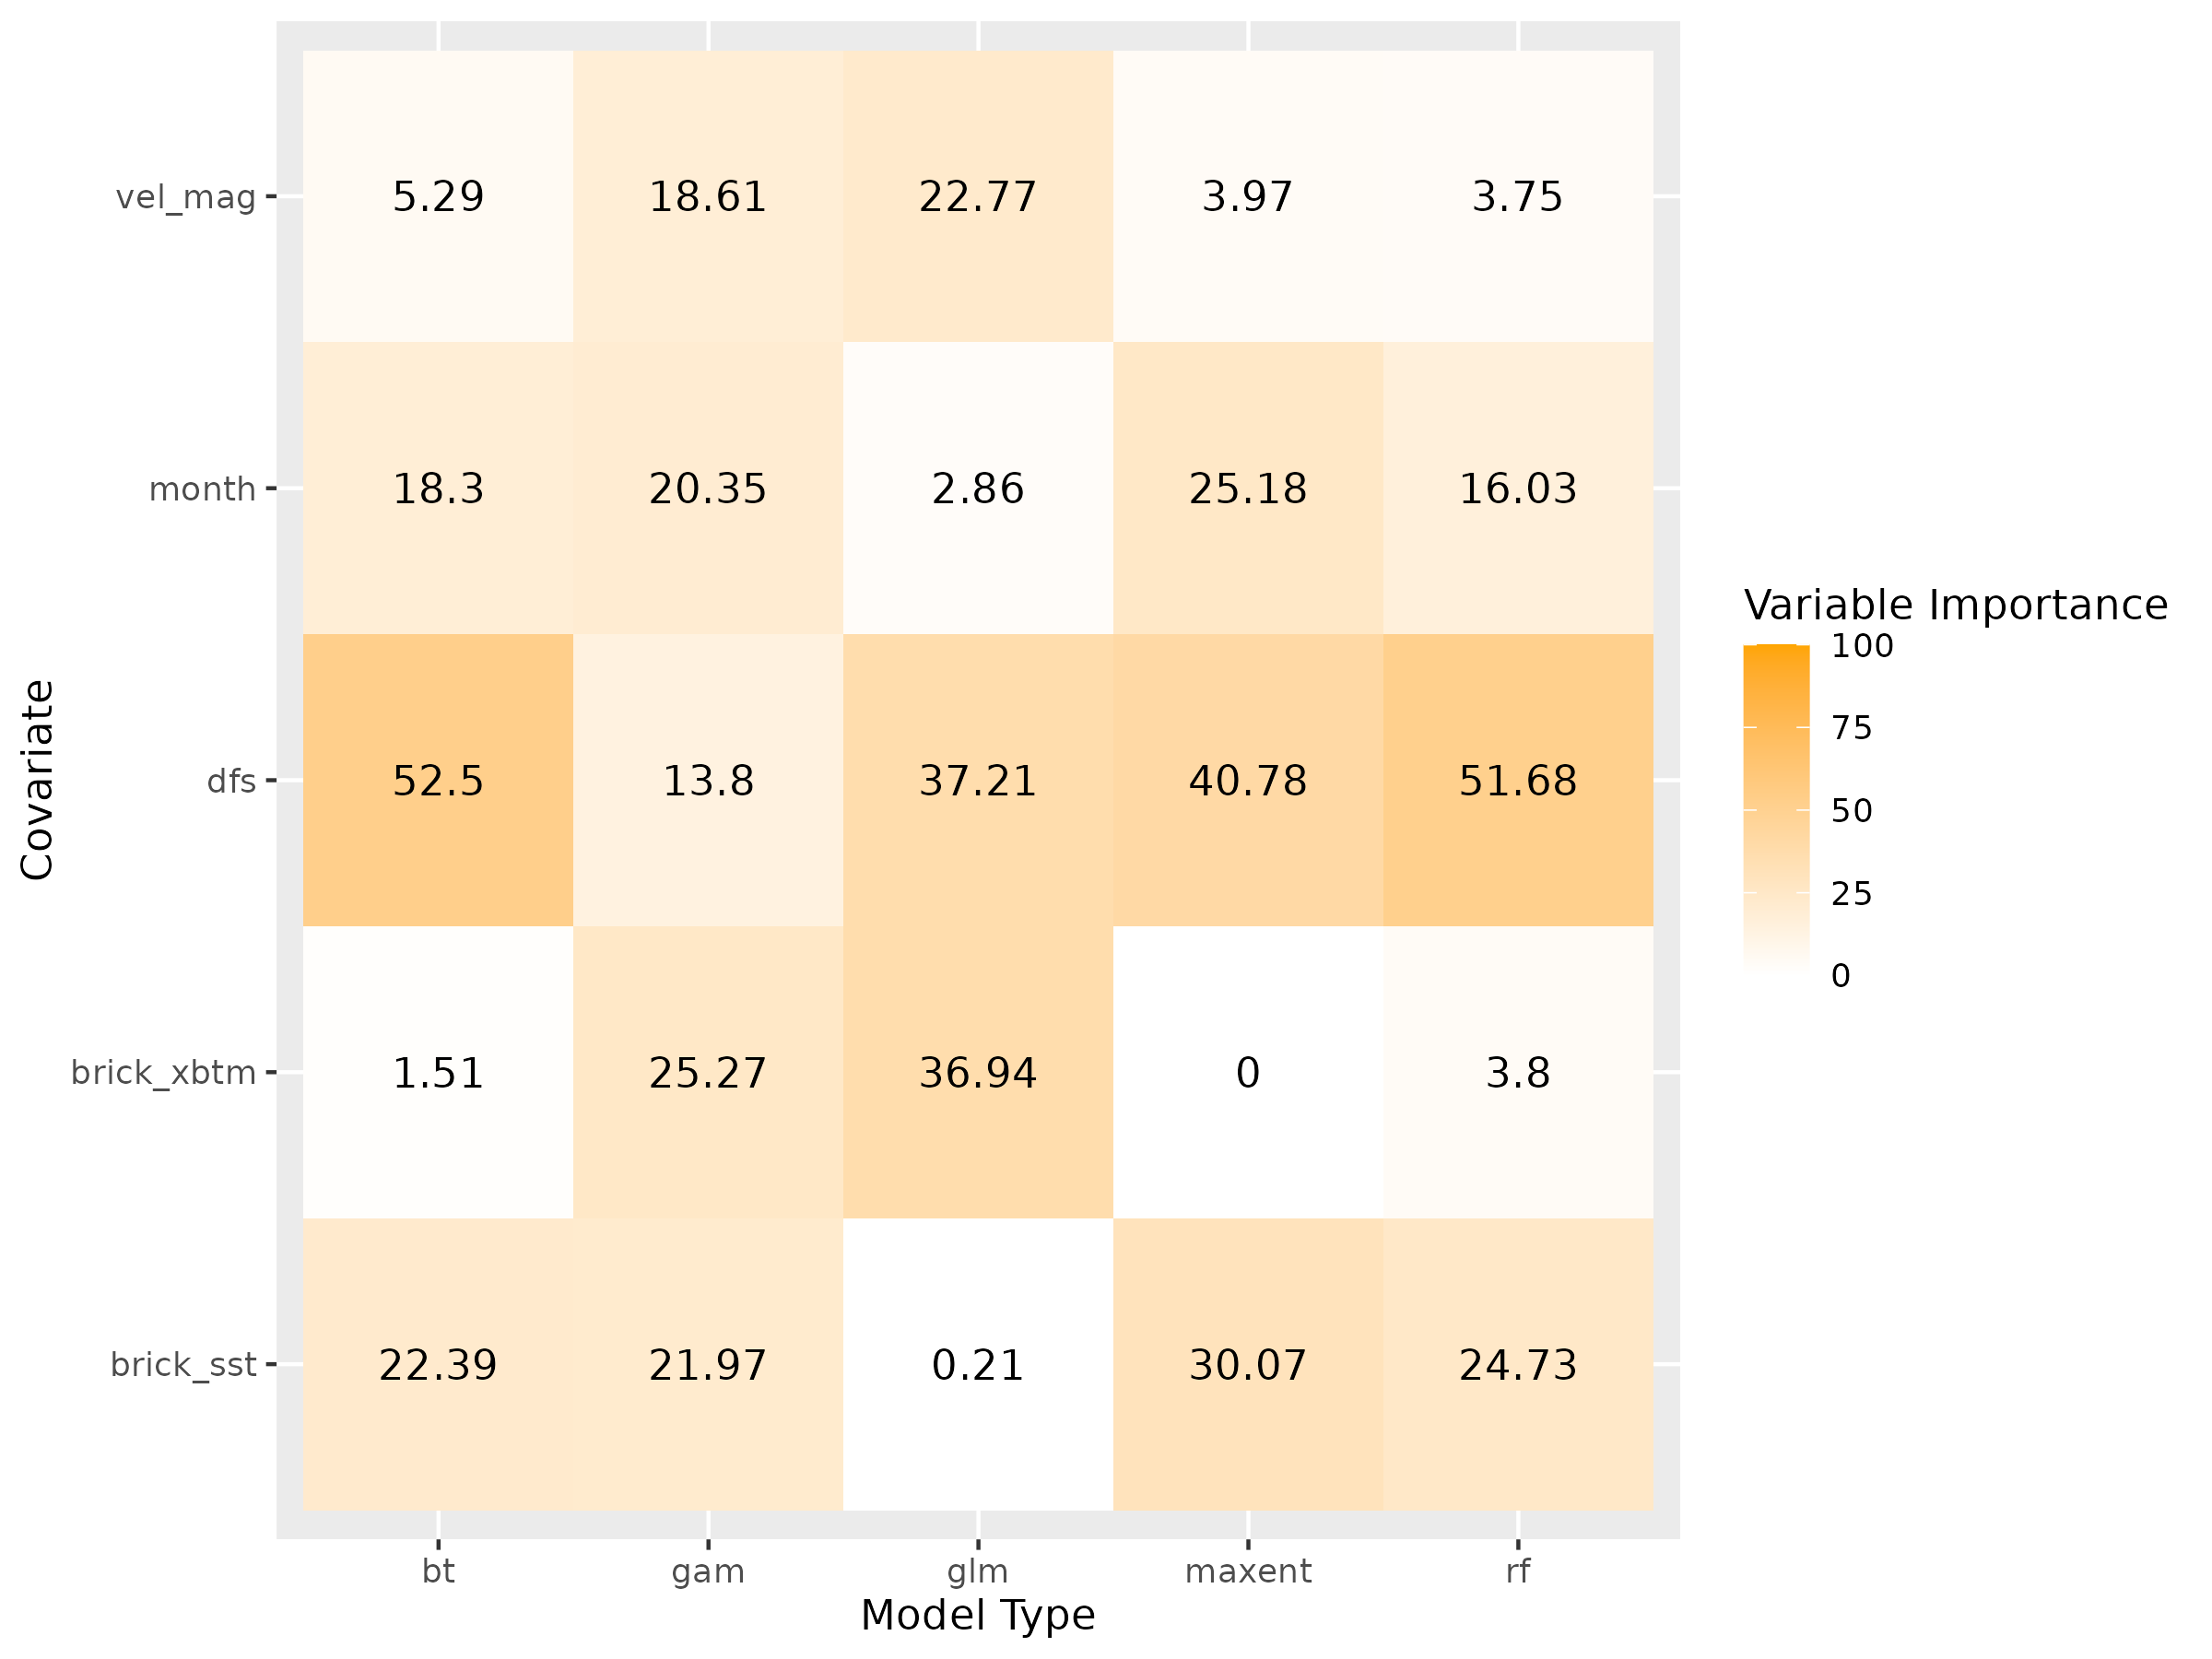 vel_mag 5.29 18.61 22.77 3.97 3.75
month 18.3 20.35 2.86 25.18 16.03
dfs 52.5 13.8 37.21 40.78 51.68
brick_xbtm 1.51 25.27 36.94 0 3.8
brick_sst 22.39 21.97 0.21 30.07 24.73
bt gam glm maxent rf
Model Type
Covariate
Variable Importance
100
75
50
25
0